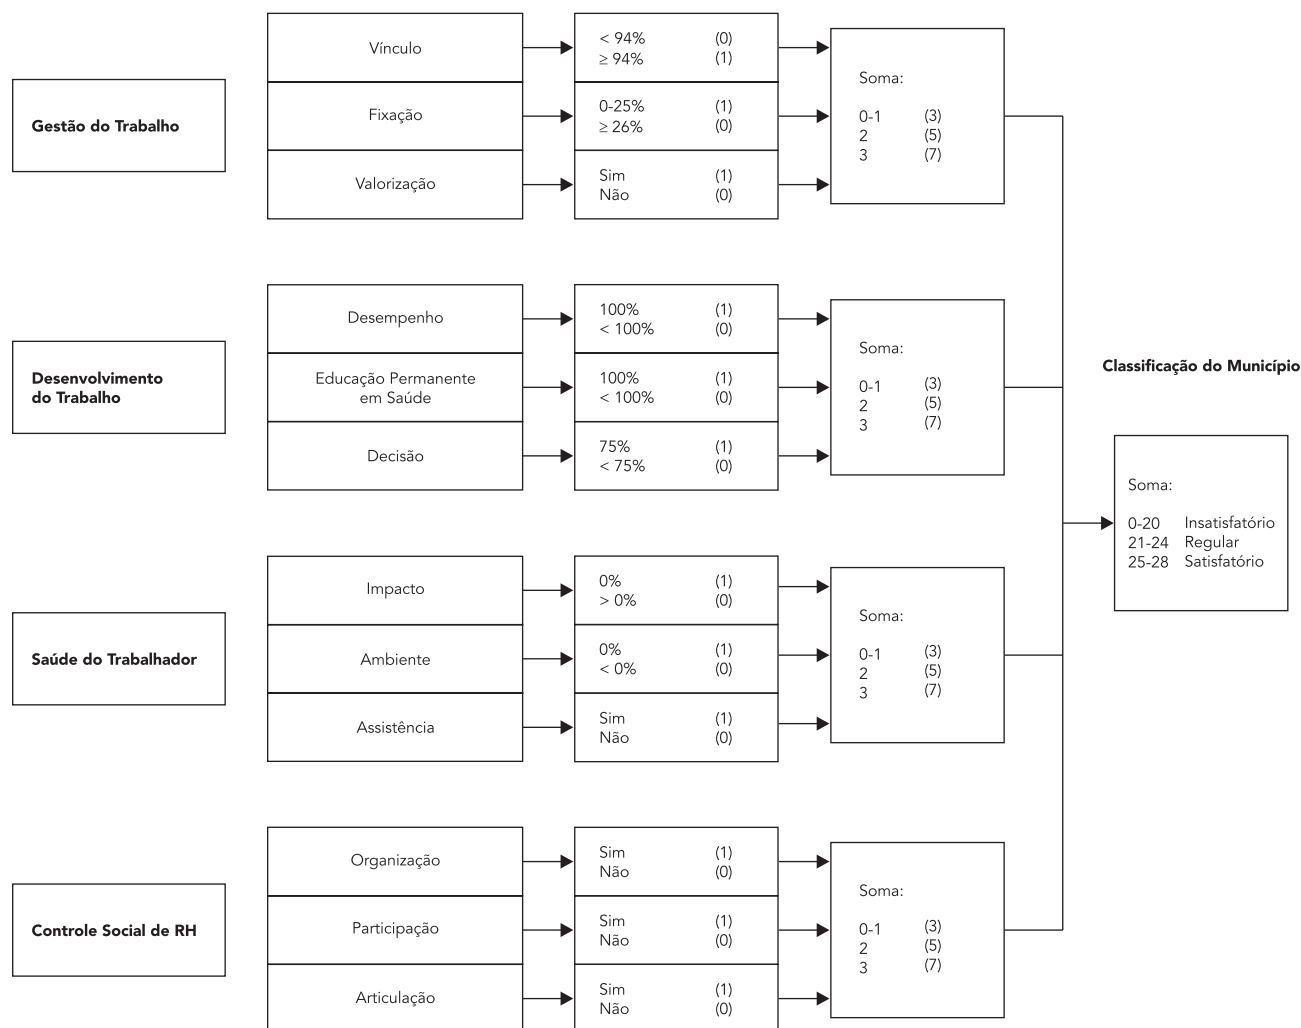 Gestão do Trabalho
Vínculo
< 94% (0)
≥ 94% (1)
Fixação
0-25% (1)
≥ 26% (0)
Valorização
Sim (1)
Não (0)
Soma:
0-1 (3)
2 (5)
3 (7)
Desenvolvimento
do Trabalho
Desempenho
100% (1)
< 100% (0)
Educação Permanente
em Saúde
100% (1)
< 100% (0)
Decisão
75% (1)
< 75% (0)
Soma:
0-1 (3)
2 (5)
3 (7)
Saúde do Trabalhador
Impacto
0% (1)
> 0% (0)
Ambiente
0% (1)
< 0% (0)
Assistência
Sim (1)
Não (0)
Soma:
0-1 (3)
2 (5)
3 (7)
Controle Social de RH
Organização
Sim (1)
Não (0)
Participação
Sim (1)
Não (0)
Articulação
Sim (1)
Não (0)
Soma:
0-1 (3)
2 (5)
3 (7)
Classificação do Município
Soma:
0-20 Insatisfatório
21-24 Regular
25-28 Satisfatório